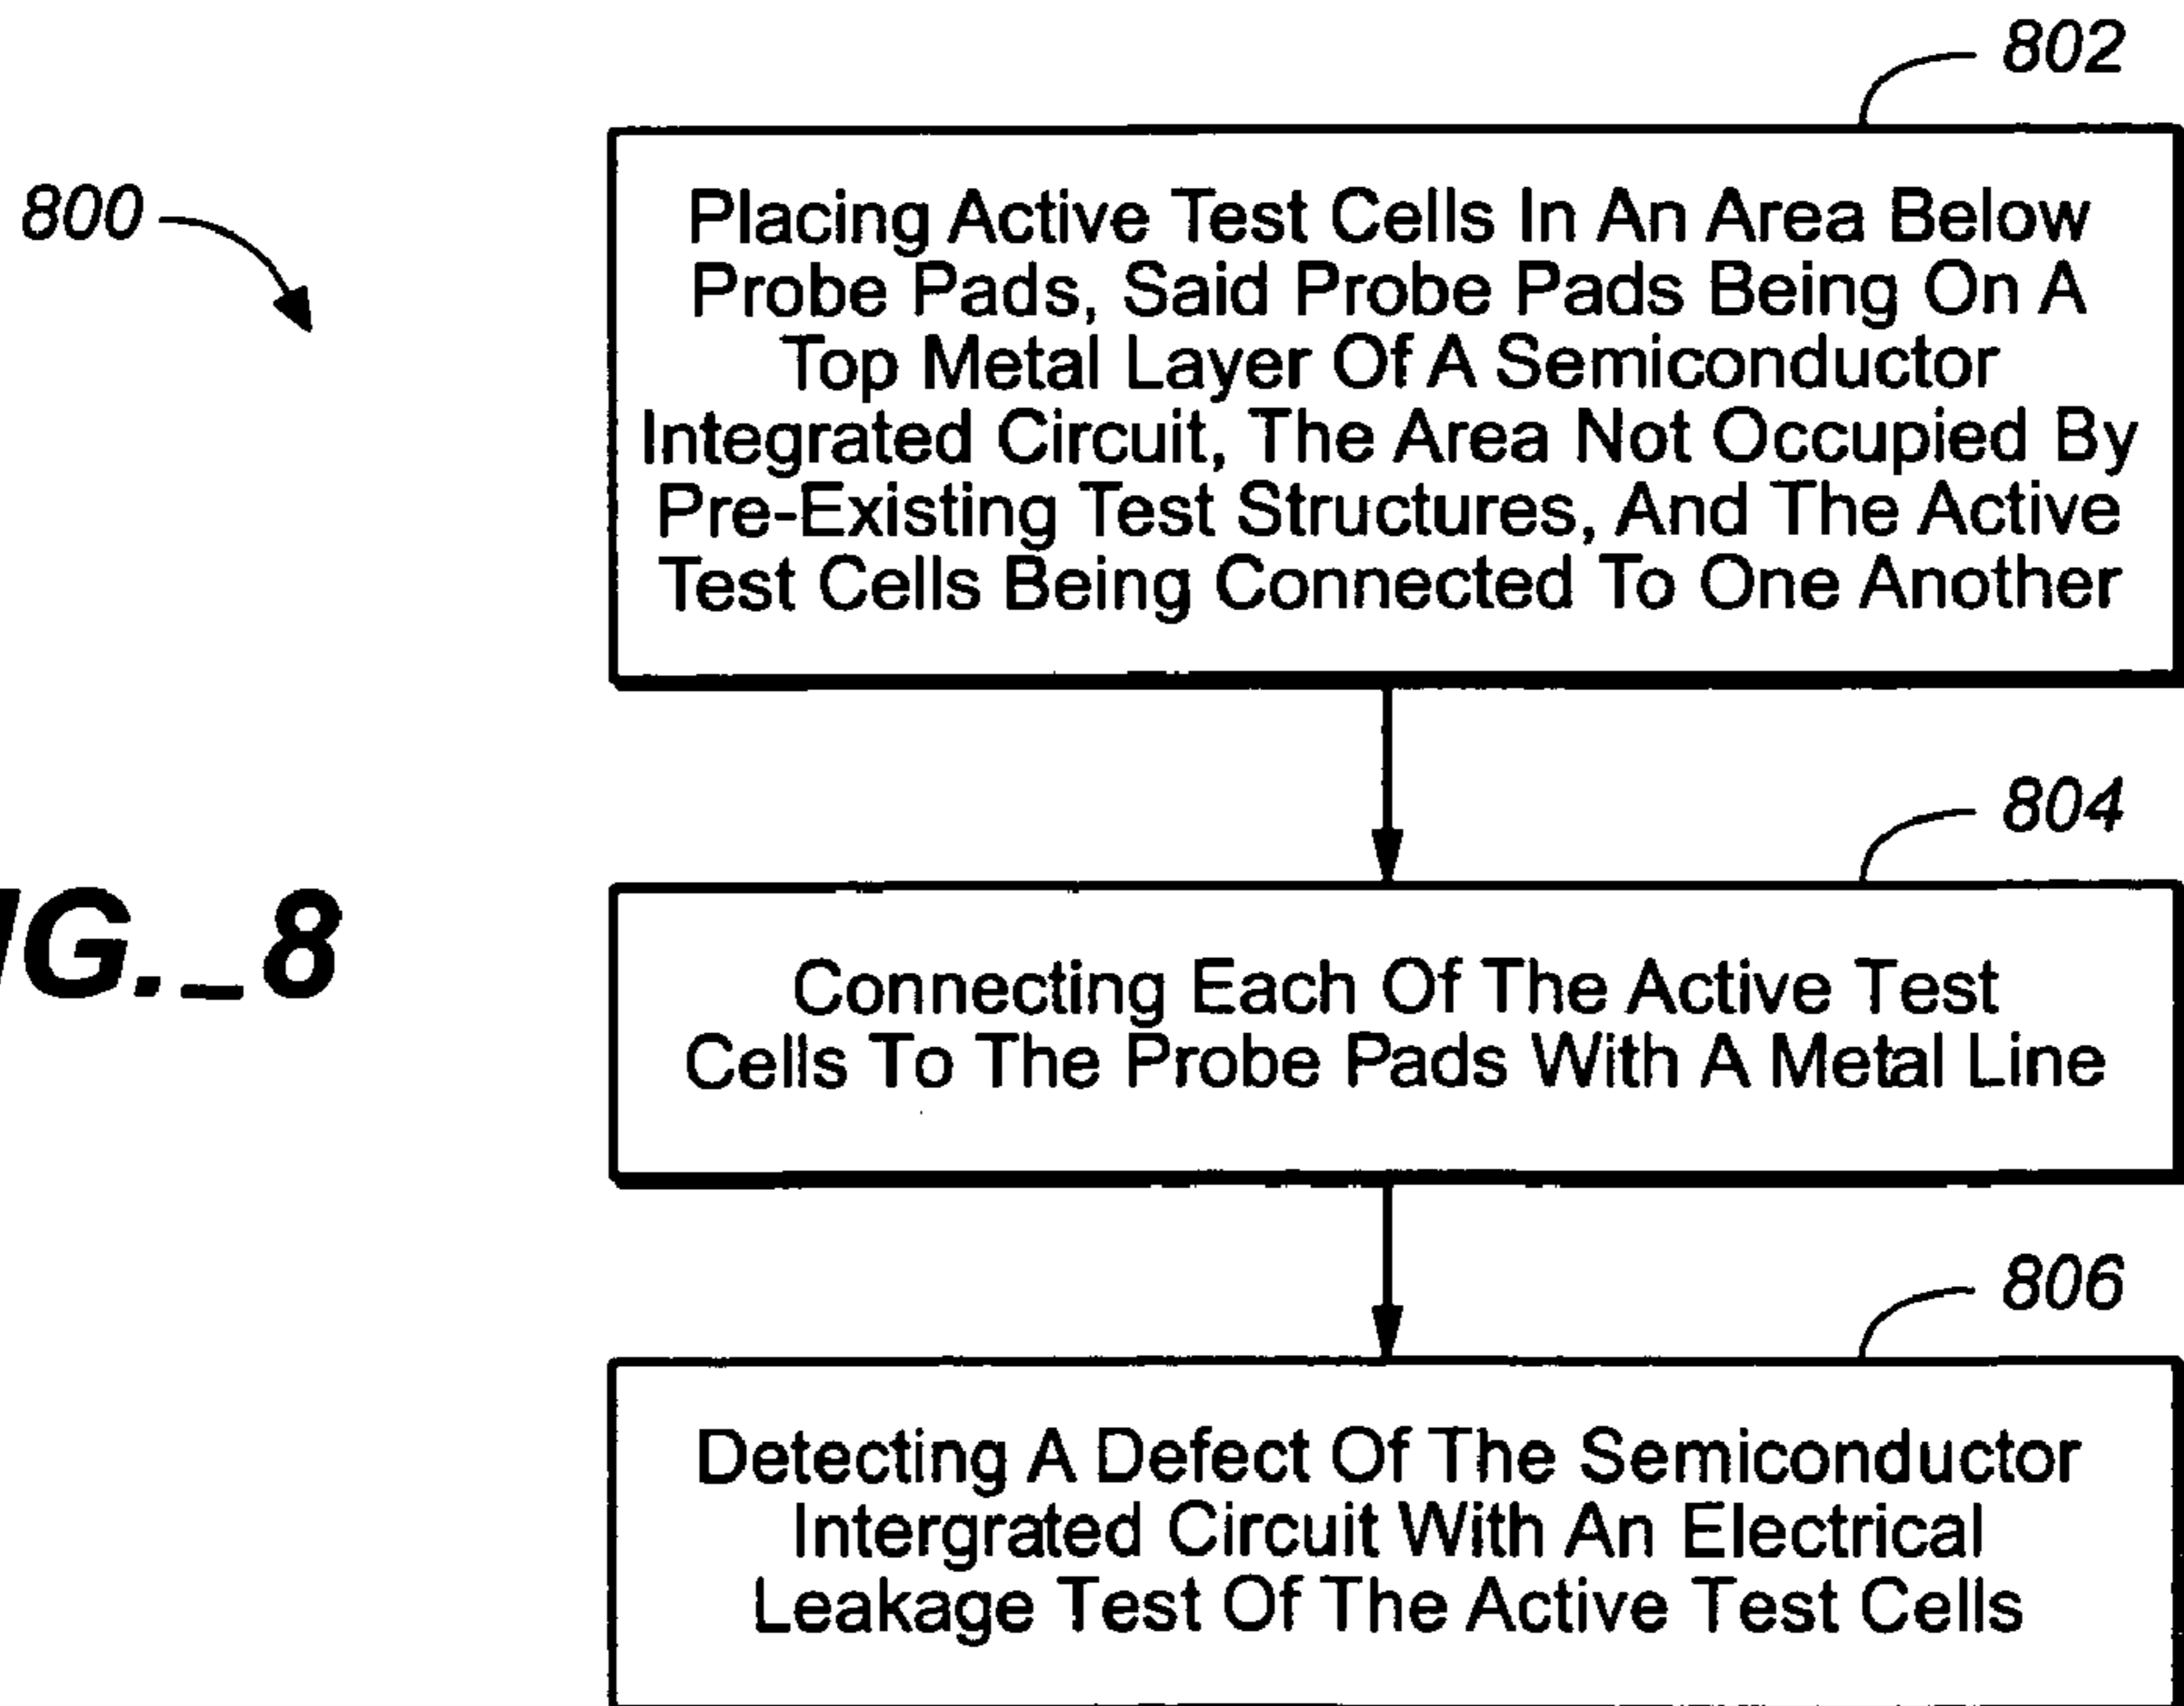 802
800
Placing Active Test Cells In An Area Below
Probe Pads, Said Probe Pads Being On A
Top Metal Layer Of A Semiconductor
Integrated Circuit, The Area Not Occupied By
Pre-Existing Test Structures, And The Active
Test Cells Being Connected To One Another
804
IG._8
Connecting Each Of The Active Test
Cells To The Probe Pads With A Metal Line
806
Detecting A Defect Of The Semiconductor
Intergrated Circuit With An Electrical
Leakage Test Of The Active Test Cells